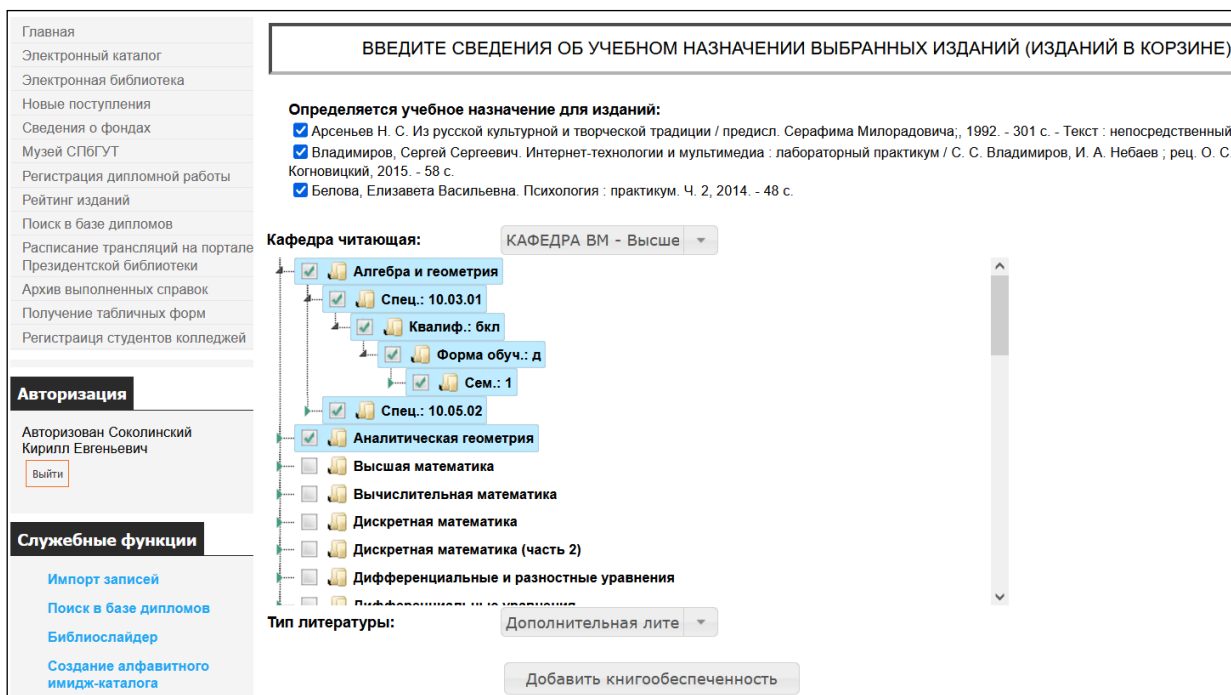 Главная
Электронный каталог
Электронная библиотека
Новые поступления
Сведения о фондах
Музей СПбГУТ
Регистрация дипломной работы
Рейтинг изданий
Поиск в базе дипломов
Расписание трансляций на портале
Президентской библиотеки
Архив выполненных справок
Получение табличных форм
Регистрациця студентов колледжей
Авторизация
Авторизован Соколинский
Кирилл Евгеньевич
Выйти
Служебные функции
Импорт записей
Поиск в базе дипломов
Библиослайдер
Создание алфавитного
имидж-каталога
ВВЕДИТЕ СВЕДЕНИЯ ОБ УЧЕБНОМ НАЗНАЧЕНИИ ВЫБРАННЫХ ИЗДАНИЙ (ИЗДАНИЙ В КОРЗИНЕ)
Определяется учебное назначение для изданий:
Арсеньев Н. С. Из русской культурной и творческой традиции / предисл. Серафима Милорадовича;, 1992. - 301 с. - Текст : непосредственный
Владимиров, Сергей Сергеевич. Интернет-технологии и мультимедиа : лабораторный практикум / С. С. Владимиров, И. А. Небаев ; рец. О. С
Когновицкий, 2015. - 58 с.
Белова, Елизавета Васильевна. Психология : практикум. Ч. 2, 2014. - 48 с.
Кафедра читающая: КАФЕДРА ВМ - Высше
Алгебра и геометрия
Спец.: 10.03.01
Квалиф.: бкл
Форма обуч.: д
Сем.: 1
Спец.: 10.05.02
Аналитическая геометрия
Высшая математика
Вычислительная математика
Дискретная математика
Дискретная математика (часть 2)
Дифференциальные и разностные уравнения
Дифференциальные уравнения
Тип литературы: Дополнительная лите
Добавить книгообеспеченность